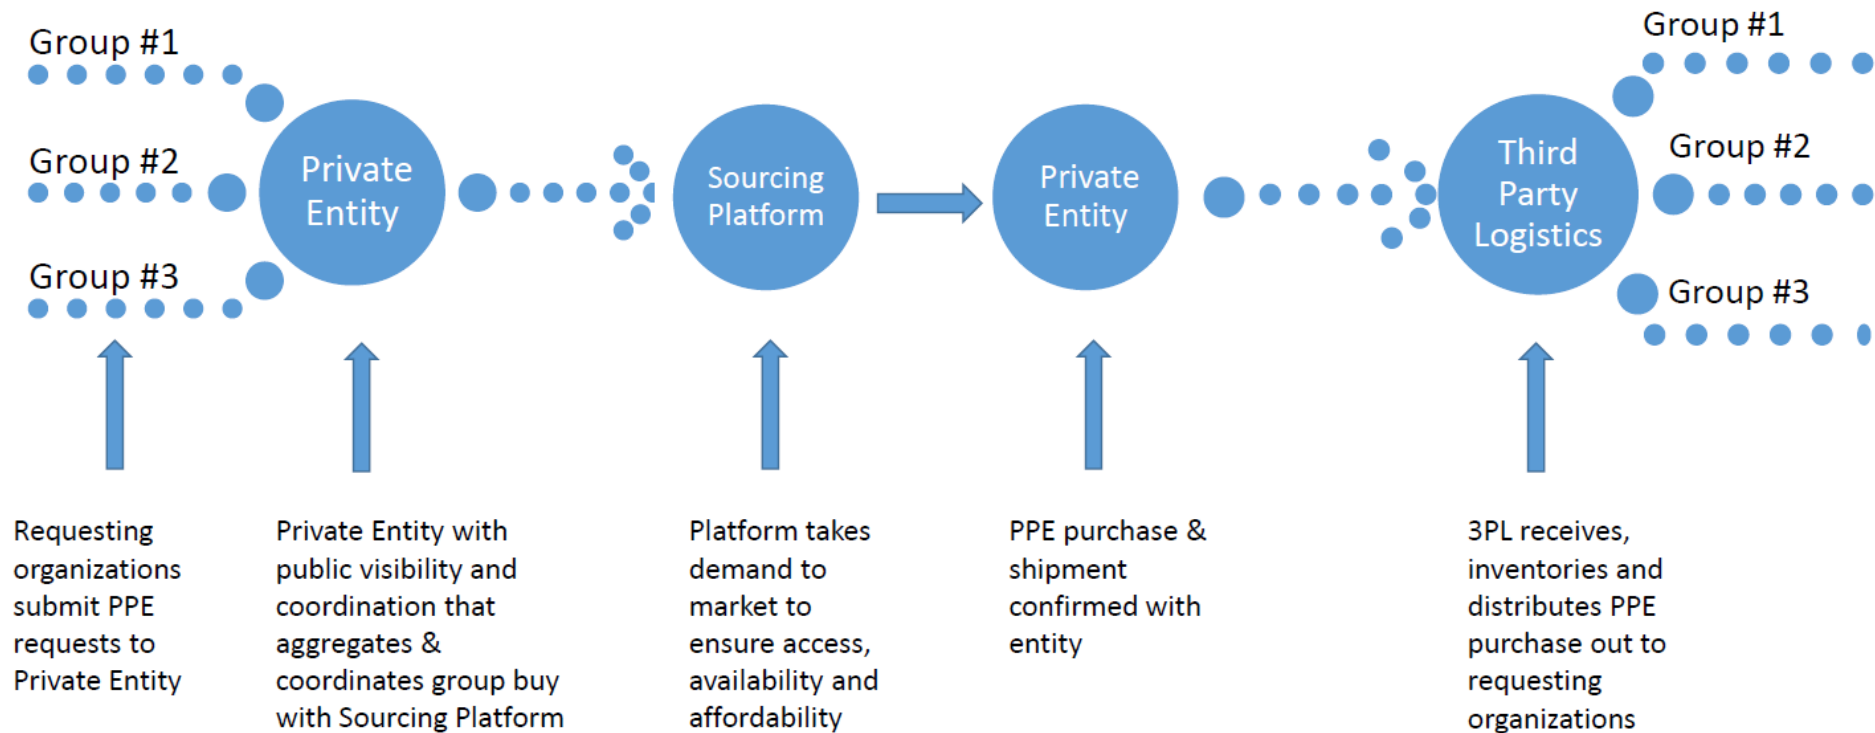 Group #1
Group #2
Group #3
Private
Entity
Sourcing
Platform
Private
Entity
Third
Party
Logistics
Group #1
Group #2
Group #3
Requesting
organizations
submit PPE
requests to
Private Entity
Private Entity with
public visibility and
coordination that
aggregates &
coordinates group buy
with Sourcing Platform
Platform takes
demand to
market to
ensure access,
availability and
affordability
PPE purchase &
shipment
confirmed with
entity
3PL receives,
inventories and
distributes PPE
purchase out to
requesting
organizations